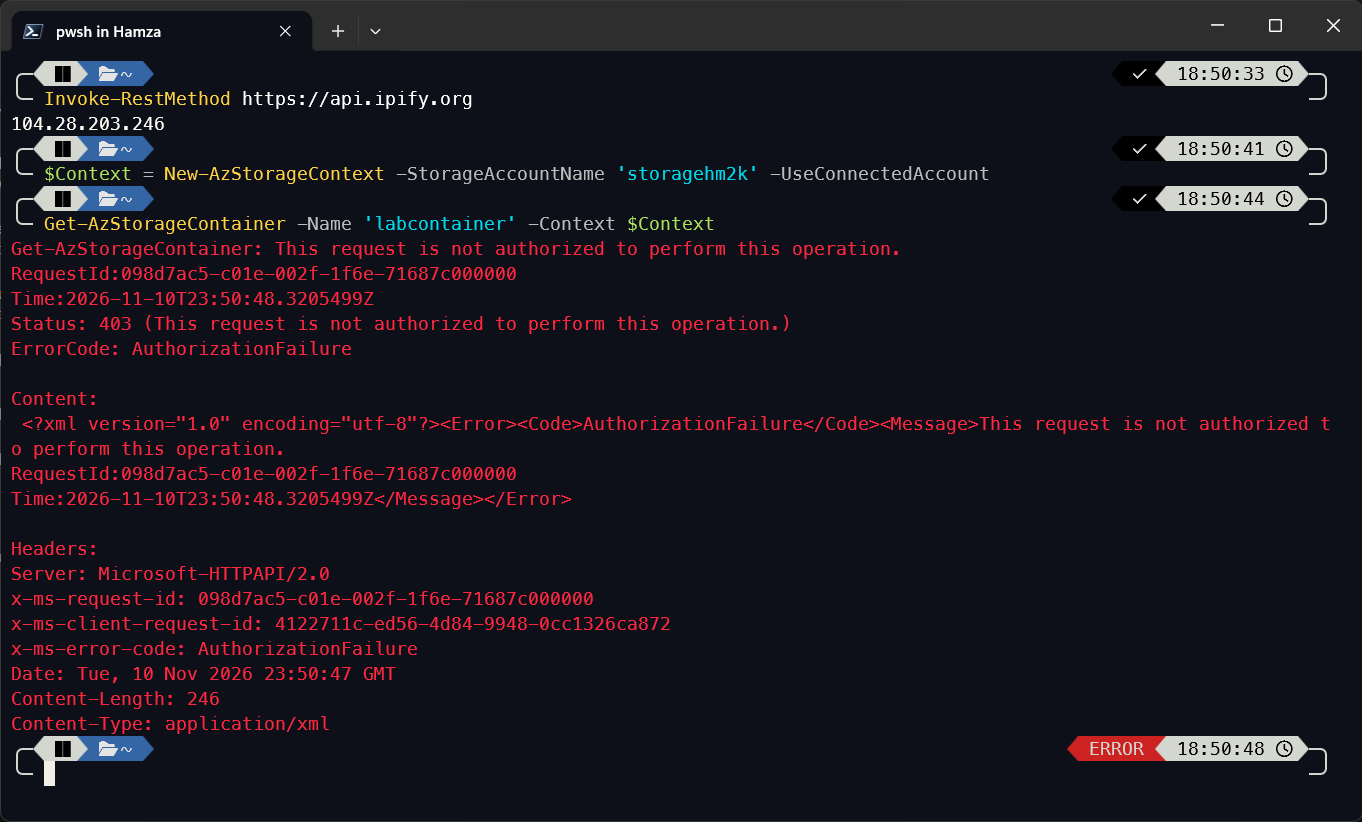 pwsh in Hamza
~ 18:50:33
Invoke-RestMethod https://api.ipify.org
104.28.203.246
~ 18:50:41
$Context = New-AzStorageContext -StorageAccountName 'storagehm2k' -UseConnectedAccount
~ 18:50:44
Get-AzStorageContainer -Name 'labcontainer' -Context $Context
Get-AzStorageContainer: This request is not authorized to perform this operation.
RequestId:098d7ac5-c01e-002f-1f6e-71687c000000
Time:2026-11-10T23:50:48.3205499Z
Status: 403 (This request is not authorized to perform this operation.)
ErrorCode: AuthorizationFailure
Content:
<?xml version="1.0" encoding="utf-8"?><Error><Code>AuthorizationFailure</Code><Message>This request is not authorized t
o perform this operation.
RequestId:098d7ac5-c01e-002f-1f6e-71687c000000
Time:2026-11-10T23:50:48.3205499Z</Message></Error>
Headers:
Server: Microsoft-HTTPAPI/2.0
x-ms-request-id: 098d7ac5-c01e-002f-1f6e-71687c000000
x-ms-client-request-id: 4122711c-ed56-4d84-9948-0cc1326ca872
x-ms-error-code: AuthorizationFailure
Date: Tue, 10 Nov 2026 23:50:47 GMT
Content-Length: 246
Content-Type: application/xml
~ ERROR 18:50:48